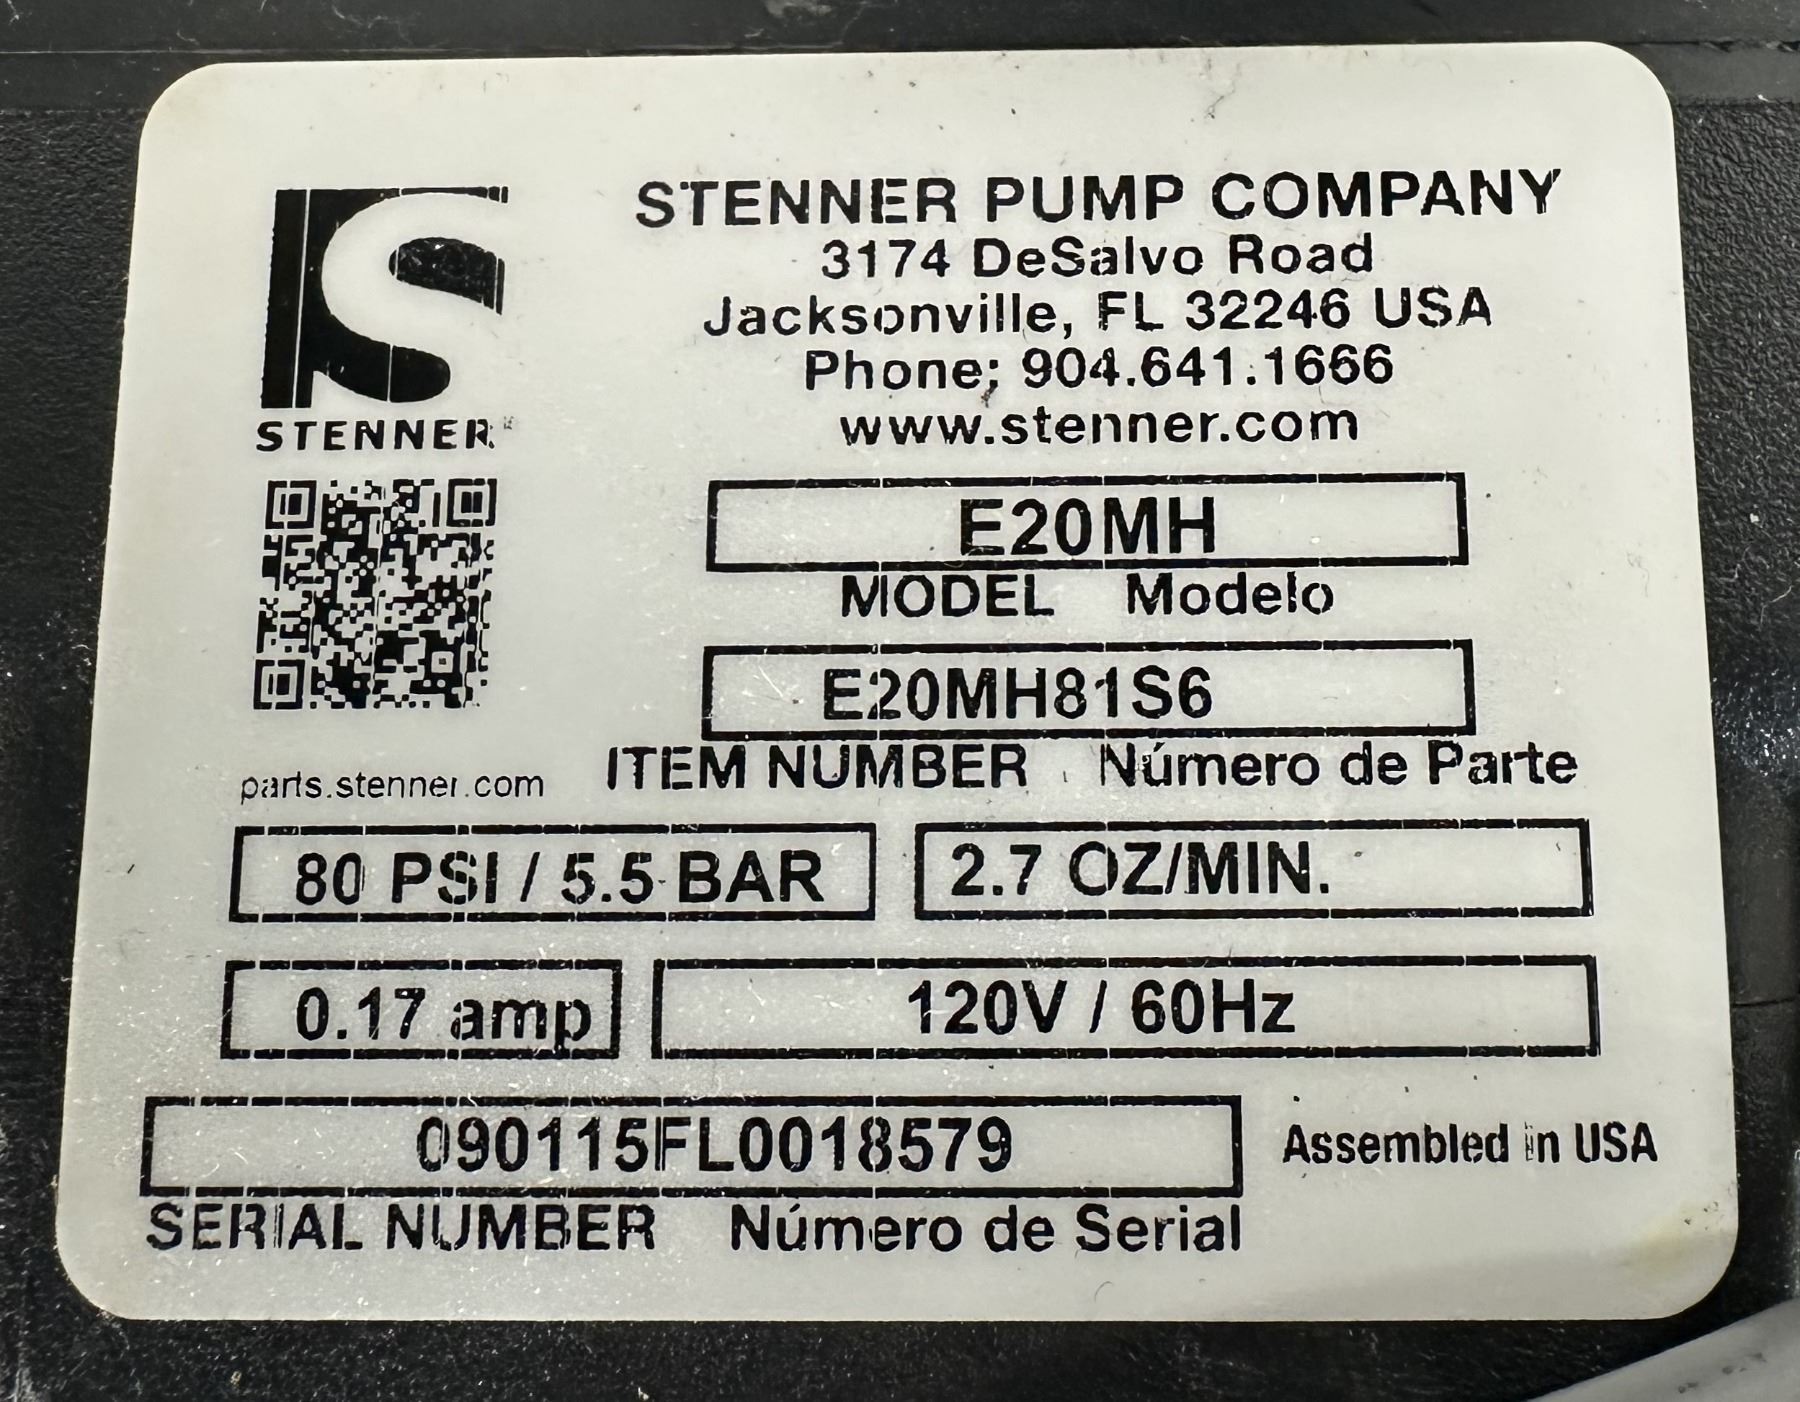 STENNER
STENNER PUMP COMPANY
3174 DeSalvo Road
Jacksonville, FL 32246 USA
Phone: 904.641.1666
www.stenner.com
E20MH
MODEL Modelo
E20MH81S6
ITEM NUMBER Número de Parte
parts.stenner.com
80 PSI / 5.5 BAR
2.7 OZ/MIN.
0.17 amp
120V / 60Hz
090115FL0018579
Assembled in USA
SERIAL NUMBER Número de Serial